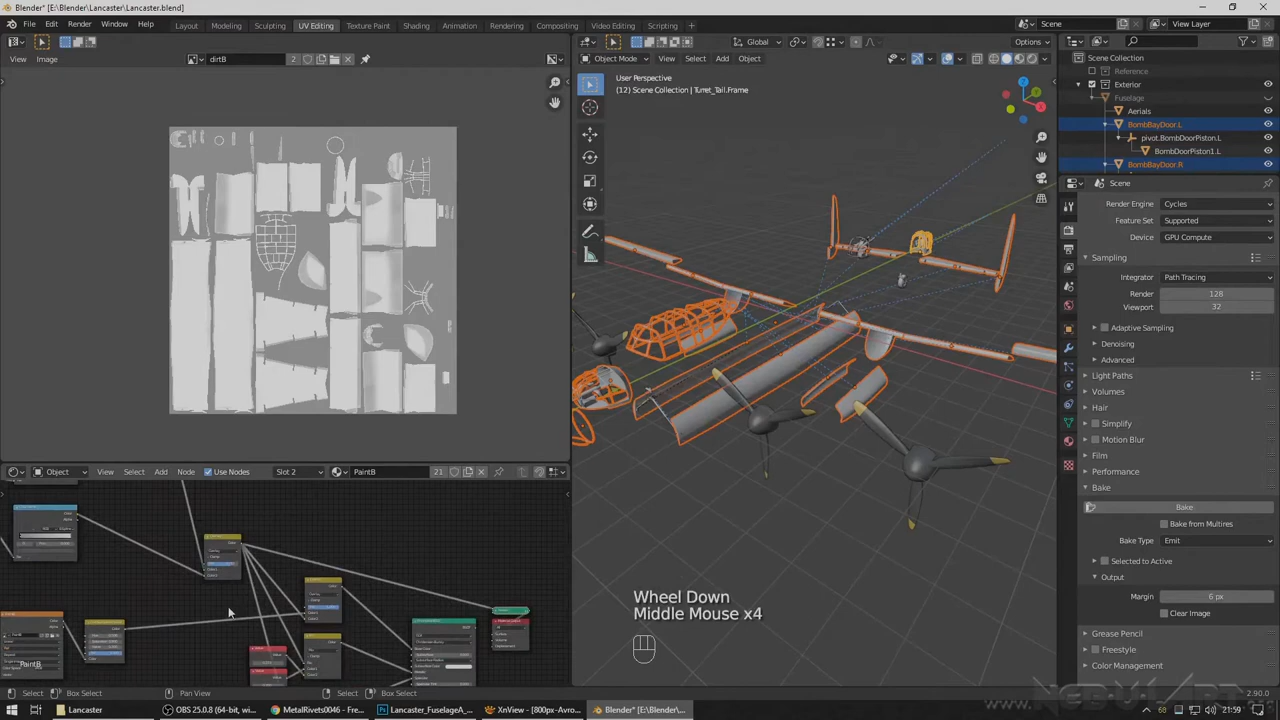 Blender* [E:\Blender\Lancaster\Lancaster.blend]
File Edit Render Window Help Layout Modeling Sculpting UV Editing Texture Paint Shading Animation Rendering Compositing Video Editing Scripting Scene View Layer
Global Options
View Image dirtB 2 Object Mode View Select Add Object
User Perspective
(12) Scene Collection | Turret_Tail.Frame
Scene Collection
Reference
Exterior
Fuselage
Aerials
BombBayDoor.L
pivot.BombDoorPiston.L
BombDoorPiston1.L
BombBayDoor.R
Scene
Render Engine Cycles
Feature Set Supported
Device GPU Compute
Sampling
Integrator Path Tracing
Render 128
Viewport 32
Adaptive Sampling
Denoising
Advanced
Light Paths
Volumes
Hair
Simplify
Motion Blur
Film
Performance
Bake
Bake
Bake from Multires
Bake Type Emit
Selected to Active
Output
Margin 6 px
Clear Image
Grease Pencil
Freestyle
Color Management
Object View Select Add Node Use Nodes Slot 2 PaintB 21
PaintB
Wheel Down
Middle Mouse x4
Select Box Select Pan View Select Box Select 2.90.0
Lancaster OBS 25.0.8 (64-bit, w... MetalRivets0046 - Fre... Lancaster_FuselageA_... XnView - [800px-Avro... Blender* [E:\Blender\... 68 21:59